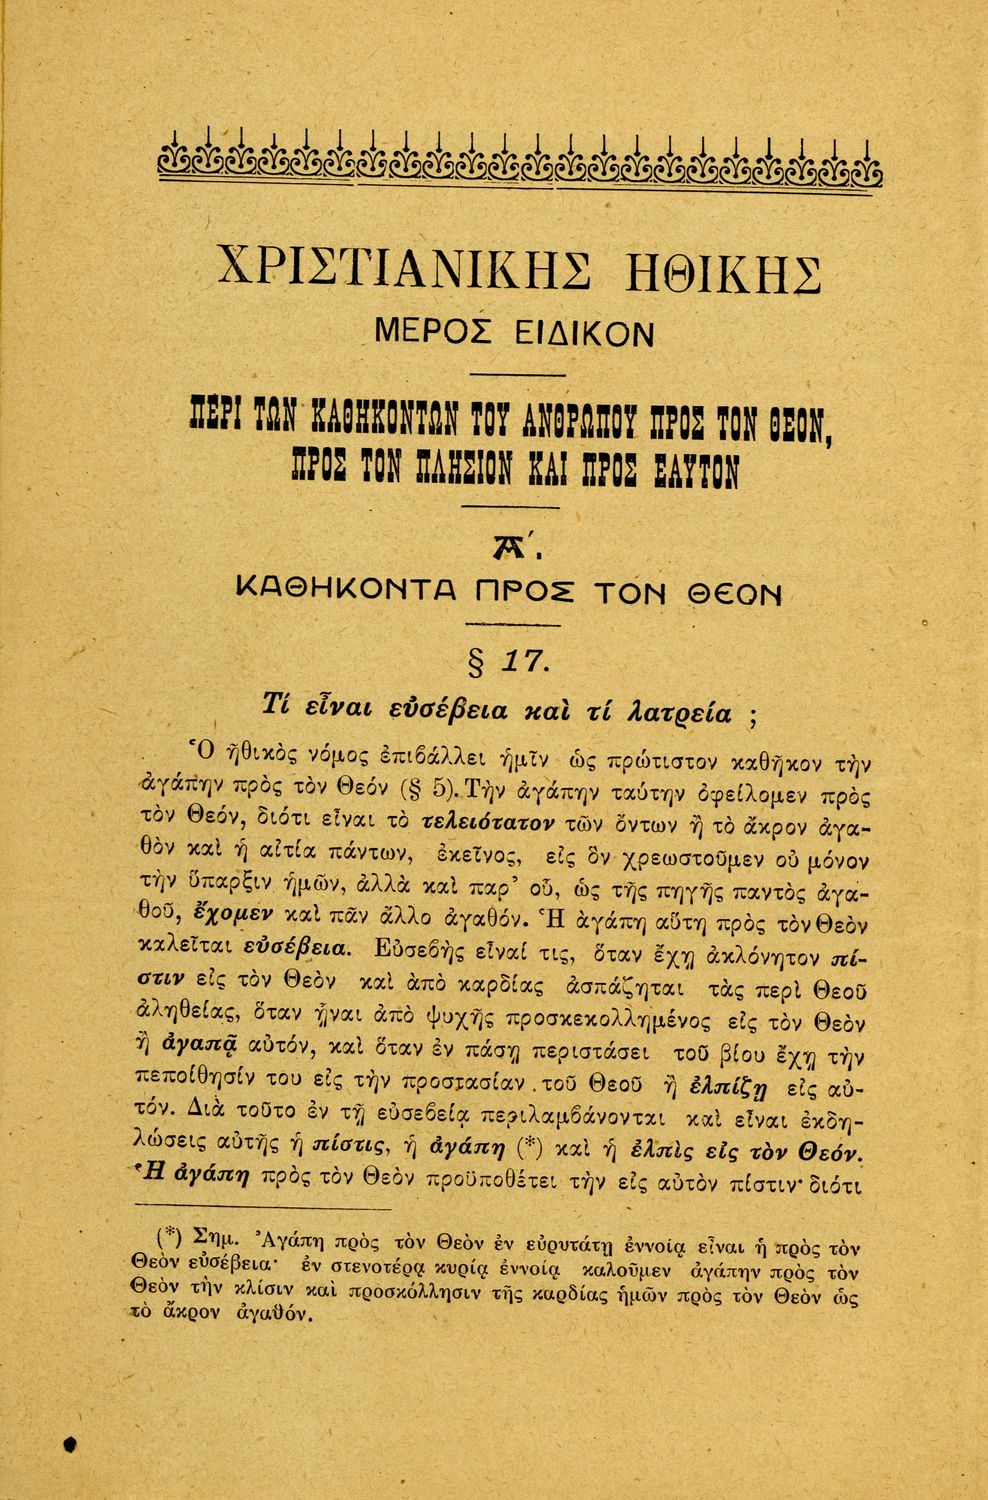 ΧΡΙΣΤΙΑΝΙΚΗΣ ΗΘΙΚΗΣ
ΜΕΡΟΣ ΕΙΔΙΚΟΝ
ΠΕΡΙ ΤΩΝ ΚΑΘΗΚΟΝΤΩΝ ΤΟΥ ΑΝΘΡΩΠΟΥ ΠΡΟΣ ΤΟΝ ΘΕΟΝ,
ΠΡΟΣ ΤΟΝ ΠΛΗΣΙΟΝ ΚΑΙ ΠΡΟΣ ΕΑΥΤΟΝ
Α΄.
ΚΑΘΗΚΟΝΤΑ ΠΡΟΣ ΤΟΝ ΘΕΟΝ
§ 17.
Τί εἶναι εὐσέβεια καὶ τί λατρεία ;
Ὁ ἠθικὸς νόμος ἐπιβάλλει ἡμῖν ὡς πρώτιστον καθῆκον τὴν
ἀγάπην πρὸς τὸν Θεόν (§ 5). Τὴν ἀγάπην ταύτην ὀφείλομεν πρὸς
τὸν Θεόν, διότι εἶναι τὸ τελειότατον τῶν ὄντων ἢ τὸ ἄκρον ἀγα-
θὸν καὶ ἡ αἰτία πάντων, ἐκεῖνος, εἰς ὃν χρεωστοῦμεν οὐ μόνον
τὴν ὕπαρξιν ἡμῶν, ἀλλὰ καὶ παρ’ οὗ, ὡς τῆς πηγῆς παντὸς ἀγα-
θοῦ, ἔχομεν καὶ πᾶν ἄλλο ἀγαθόν. Ἡ ἀγάπη αὕτη πρὸς τὸν Θεὸν
καλεῖται εὐσέβεια. Εὐσεβὴς εἶναί τις, ὅταν ἔχῃ ἀκλόνητον πί-
στιν εἰς τὸν Θεὸν καὶ ἀπὸ καρδίας ἀσπάζηται τὰς περὶ Θεοῦ
ἀληθείας, ὅταν ᾖναι ἀπὸ ψυχῆς προσκεκολλημένος εἰς τὸν Θεὸν
ἢ ἀγαπᾷ αὐτόν, καὶ ὅταν ἐν πάσῃ περιστάσει τοῦ βίου ἔχῃ τὴν
πεποίθησίν του εἰς τὴν προστασίαν τοῦ Θεοῦ ἢ ἐλπίζῃ εἰς αὐ-
τόν. Διὰ τοῦτο ἐν τῇ εὐσεβείᾳ περιλαμβάνονται καὶ εἶναι ἐκδη-
λώσεις αὐτῆς ἡ πίστις, ἡ ἀγάπη (*) καὶ ἡ ἐλπὶς εἰς τὸν Θεόν.
Ἡ ἀγάπη πρὸς τὸν Θεὸν προϋποθέτει τὴν εἰς αὐτὸν πίστιν· διότι
(*) Σημ. Ἀγάπη πρὸς τὸν Θεὸν ἐν εὐρυτάτῃ ἐννοίᾳ εἶναι ἡ πρὸς τὸν
Θεὸν εὐσέβεια· ἐν στενοτέρᾳ κυρίᾳ ἐννοίᾳ καλοῦμεν ἀγάπην πρὸς τὸν
Θεὸν τὴν κλίσιν καὶ προσκόλλησιν τῆς καρδίας ἡμῶν πρὸς τὸν Θεὸν ὡς
τὸ ἄκρον ἀγαθόν.